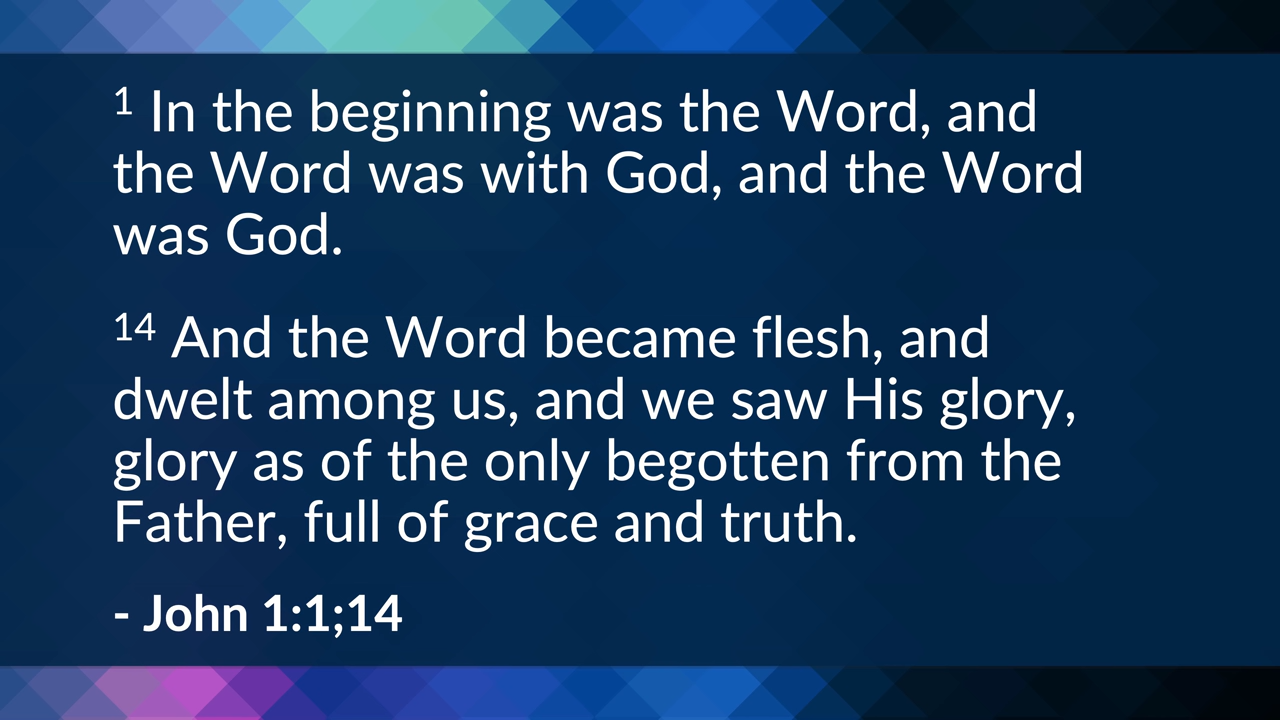 1 In the beginning was the Word, and
the Word was with God, and the Word
was God.
14 And the Word became flesh, and
dwelt among us, and we saw His glory,
glory as of the only begotten from the
Father, full of grace and truth.
- John 1:1;14